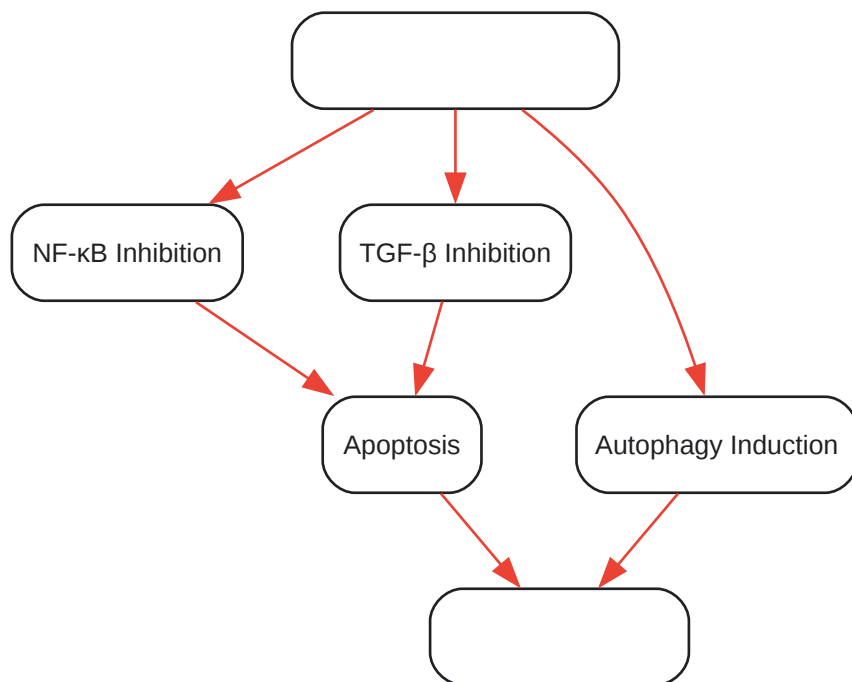 NF-κB Inhibition
TGF-β Inhibition
Apoptosis
Autophagy Induction